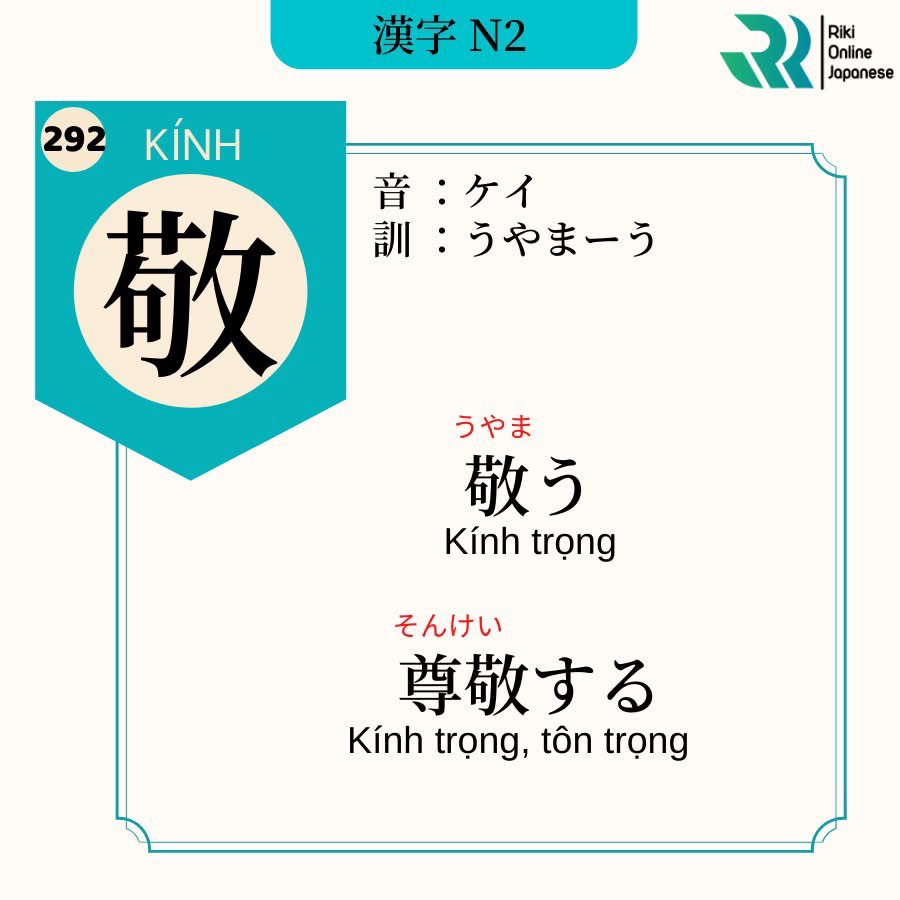 漢字 N2
Riki
Online
Japanese
292
KÍNH
敬
音 ：ケイ
訓 ：うやまーう
うやま
敬う
Kính trọng
そんけい
尊敬する
Kính trọng, tôn trọng